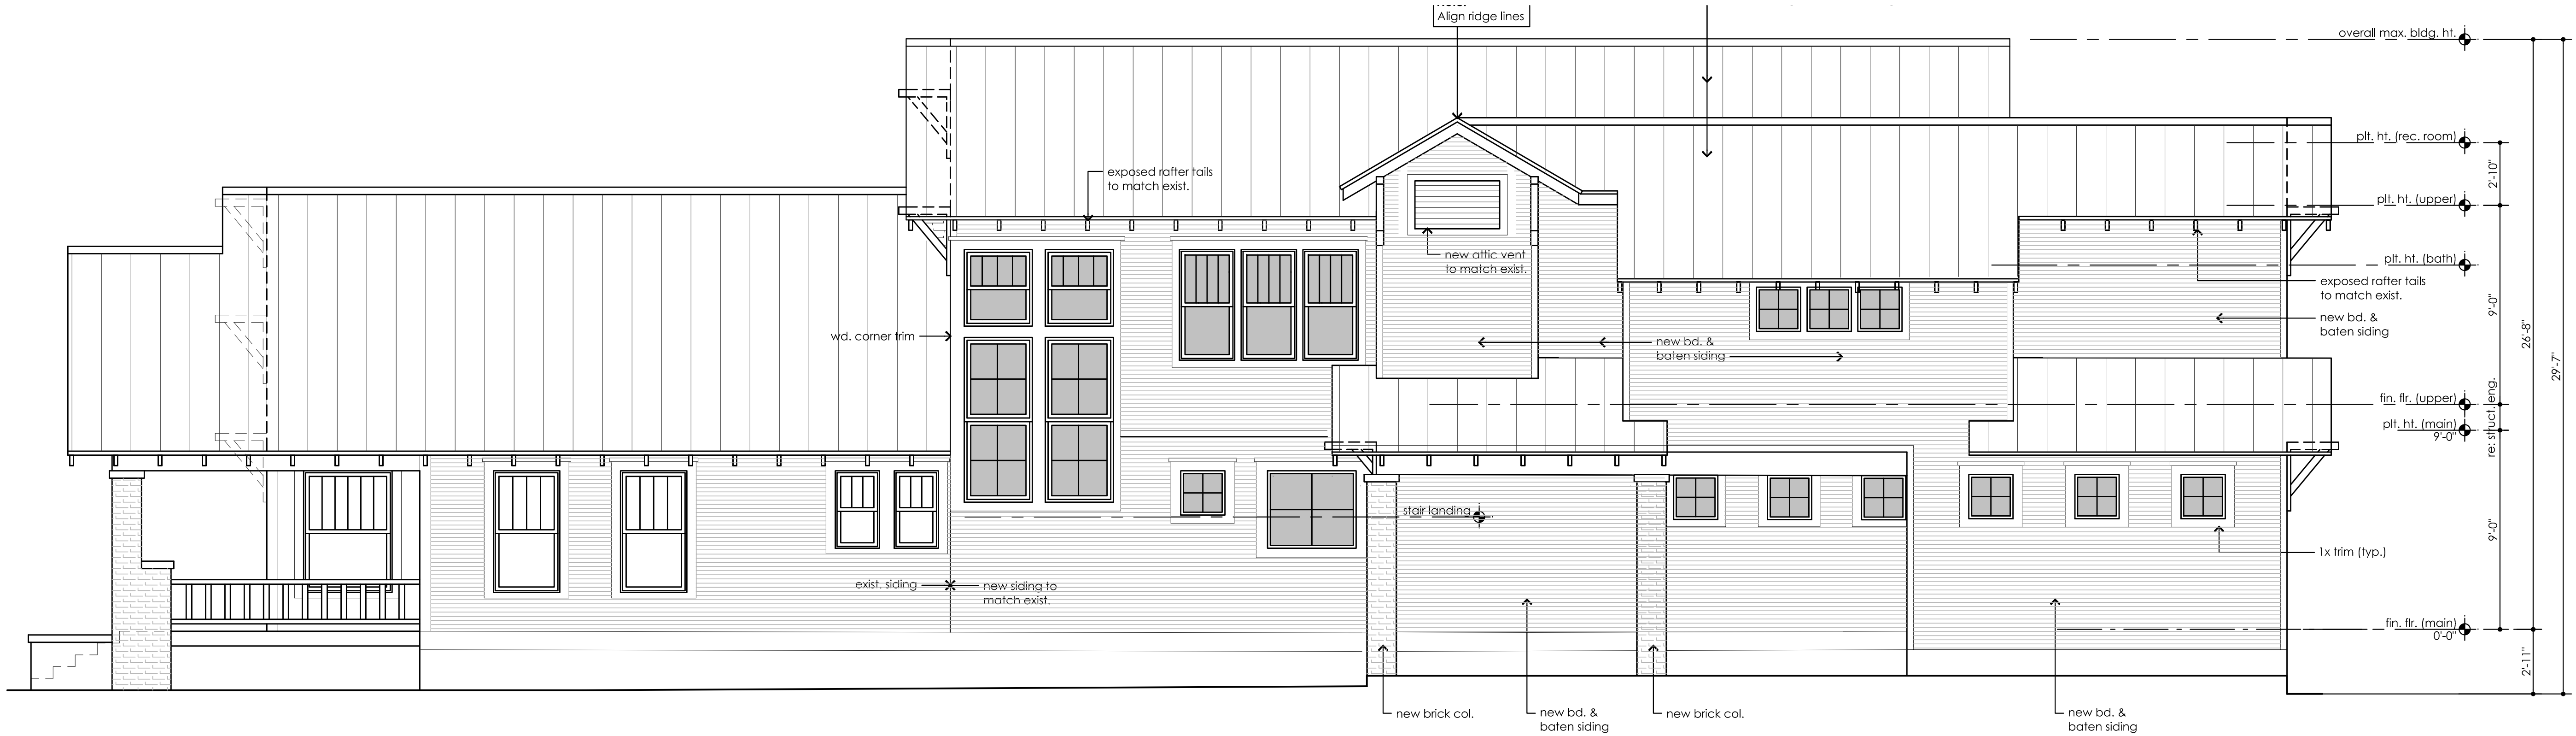 Align ridge lines
overall max. bldg. ht.
plt. ht. (rec. room)
2'-10"
plt. ht. (upper)
exposed rafter tails
to match exist.
new attic vent
to match exist.
plt. ht. (bath)
exposed rafter tails
to match exist.
9'-0"
new bd. &
baten siding
26'-8"
29'-7"
wd. corner trim
new bd. &
baten siding
fin. flr. (upper)
re: struct. eng.
plt. ht. (main)
9'-0"
stair landing
9'-0"
1x trim (typ.)
exist. siding
new siding to
match exist.
fin. flr. (main)
0'-0"
2'-11"
new brick col.
new bd. &
baten siding
new brick col.
new bd. &
baten siding